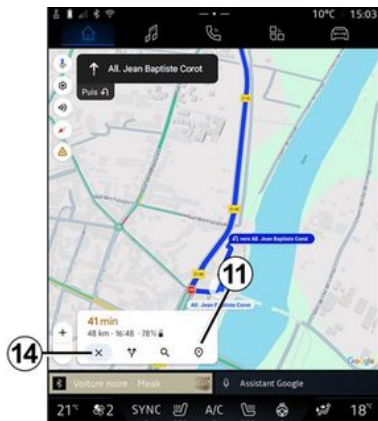 10°C 15:03
All. Jean Baptiste Corot
Puis
vers All. Jean Baptiste Corot
11
All. Jean Baptiste Corot
41 min
48 km · 16:48 · 78%
14
Google
Voiture noire - Meak
Assistant Google
21°c 2 SYNC A/C 18°c